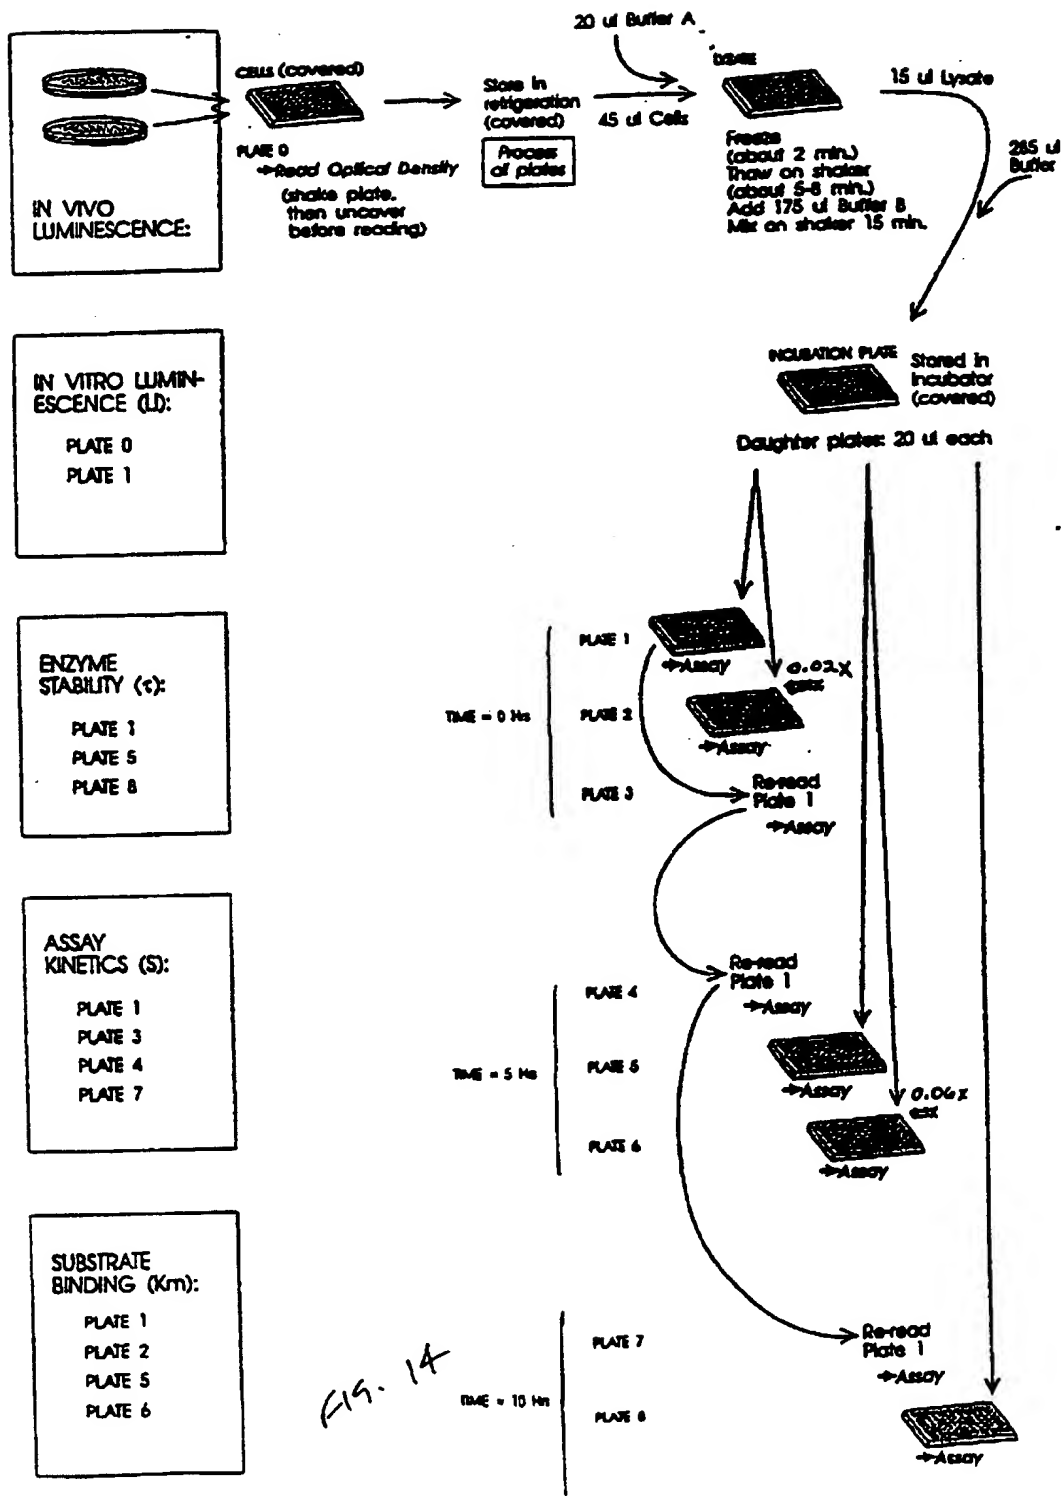 20 ul Buffer A
CELLS (covered)
PLATE 0
→Read Optical Density
(shake plate,
then uncover
before reading)
Store in
refrigeration
(covered)
Process
of plates
45 ul Cells
Freeze
(about 2 min.)
Thaw on shaker
(about 5-8 min.)
Add 175 ul Buffer B
Mix on shaker 15 min.
15 ul Lysate
285 ul
Buffer
IN VIVO
LUMINESCENCE:
IN VITRO LUMIN-
ESCENCE (LI):
PLATE 0
PLATE 1
INCUBATION PLATE
Stored in
incubator
(covered)
Daughter plates: 20 ul each
ENZYME
STABILITY (τ):
PLATE 1
PLATE 5
PLATE 8
TIME = 0 Hrs
PLATE 1
→Assay
0.02X
PLATE 2
→Assay
PLATE 3
Re-read
Plate 1
→Assay
ASSAY
KINETICS (S):
PLATE 1
PLATE 3
PLATE 4
PLATE 7
TIME = 5 Hrs
PLATE 4
Re-read
Plate 1
→Assay
PLATE 5
→Assay
0.06X
PLATE 6
→Assay
SUBSTRATE
BINDING (Km):
PLATE 1
PLATE 2
PLATE 5
PLATE 6
FIG. 14
TIME = 10 Hrs
PLATE 7
Re-read
Plate 1
→Assay
PLATE 8
→Assay